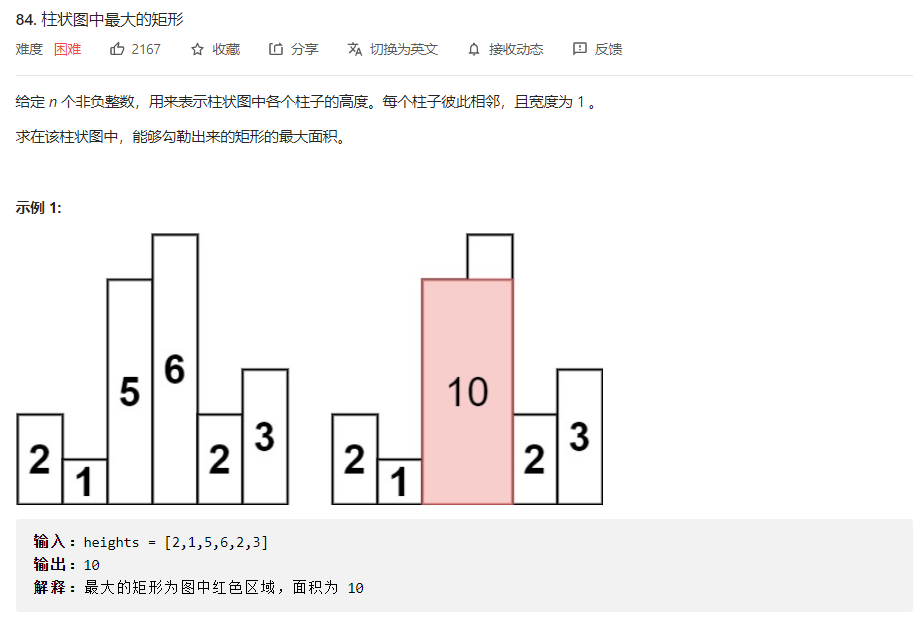 84. 柱状图中最大的矩形
难度 困难 2167 收藏 分享 切换为英文 接收动态 反馈
给定 n 个非负整数，用来表示柱状图中各个柱子的高度。每个柱子彼此相邻，且宽度为 1 。
求在该柱状图中，能够勾勒出来的矩形的最大面积。
示例 1:
2 1 5 6 2 3
2 1 10 2 3
输入：heights = [2,1,5,6,2,3]
输出：10
解释：最大的矩形为图中红色区域，面积为 10